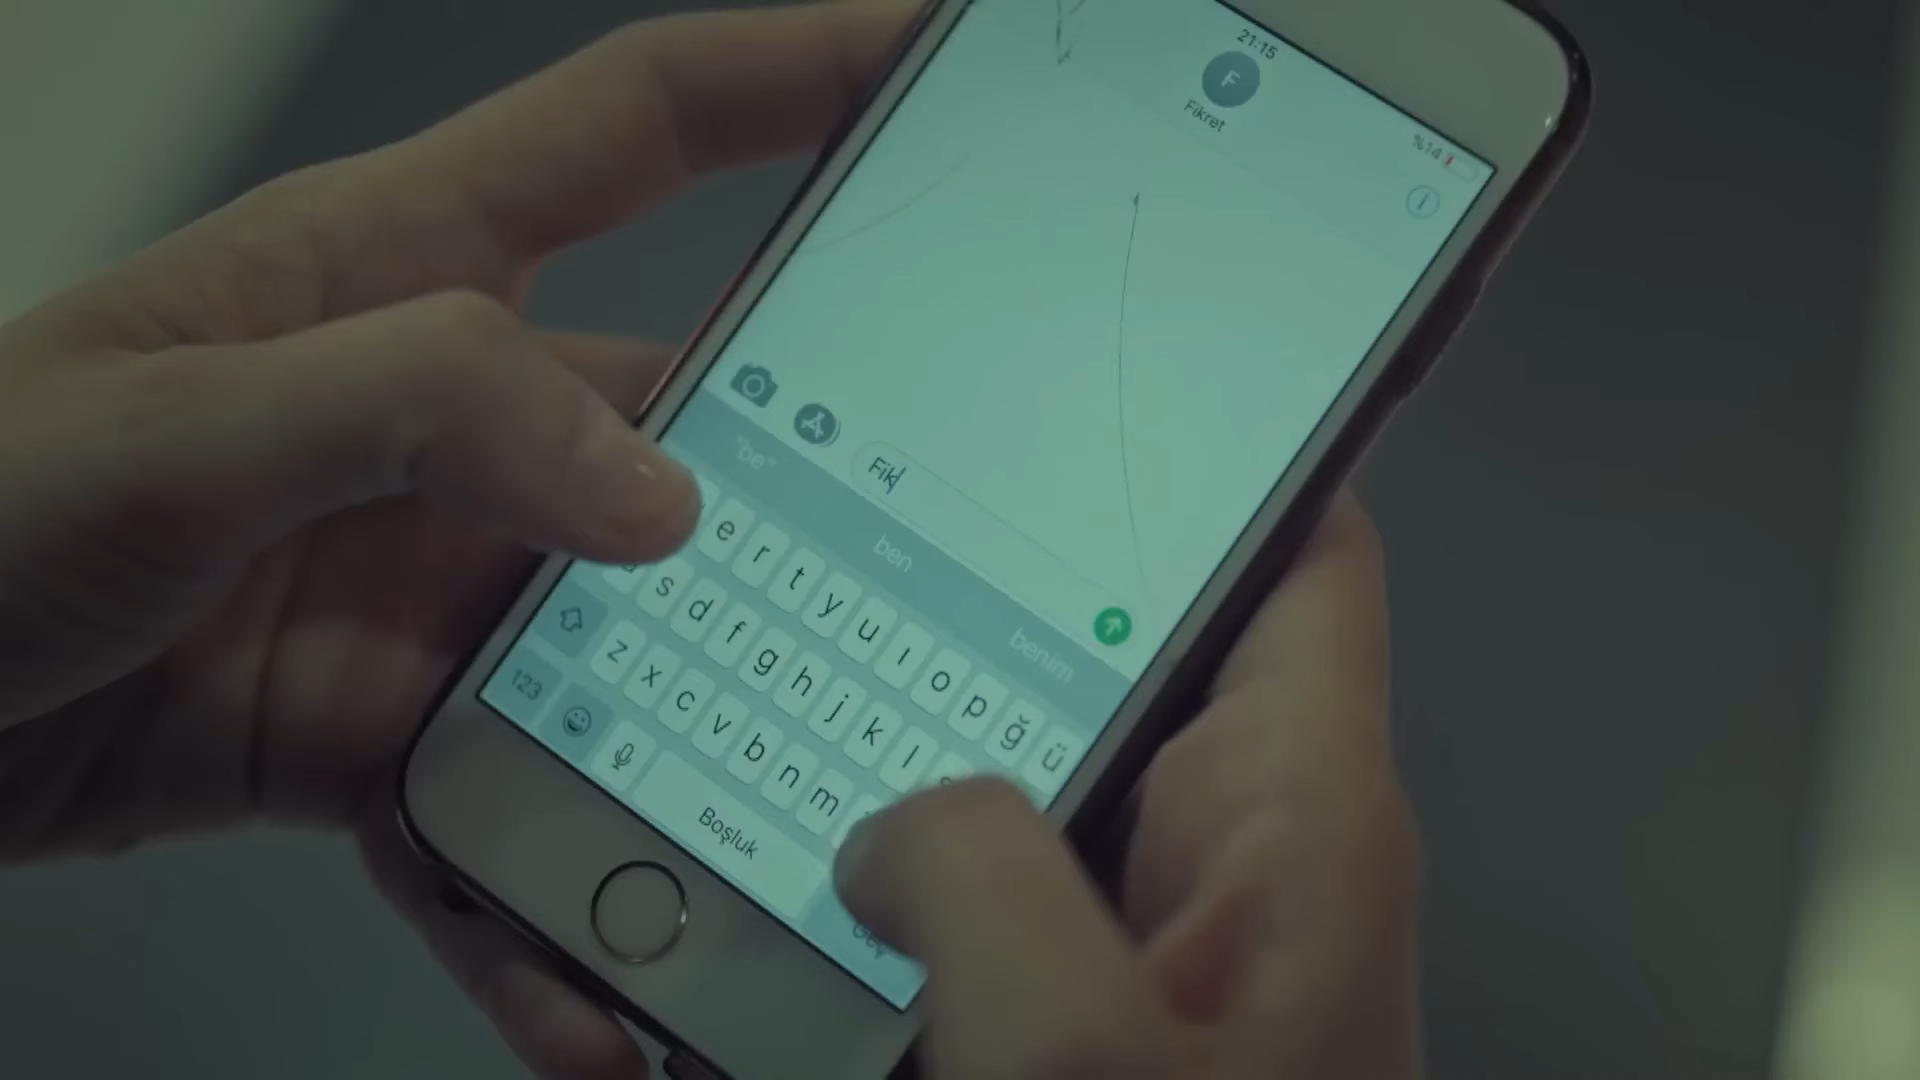 21:15
F
Fikret
%14
i
Fik
"be" ben benim
e r t y u ı o p ğ ü
s d f g h j k l
z x c v b n m
123 Boşluk